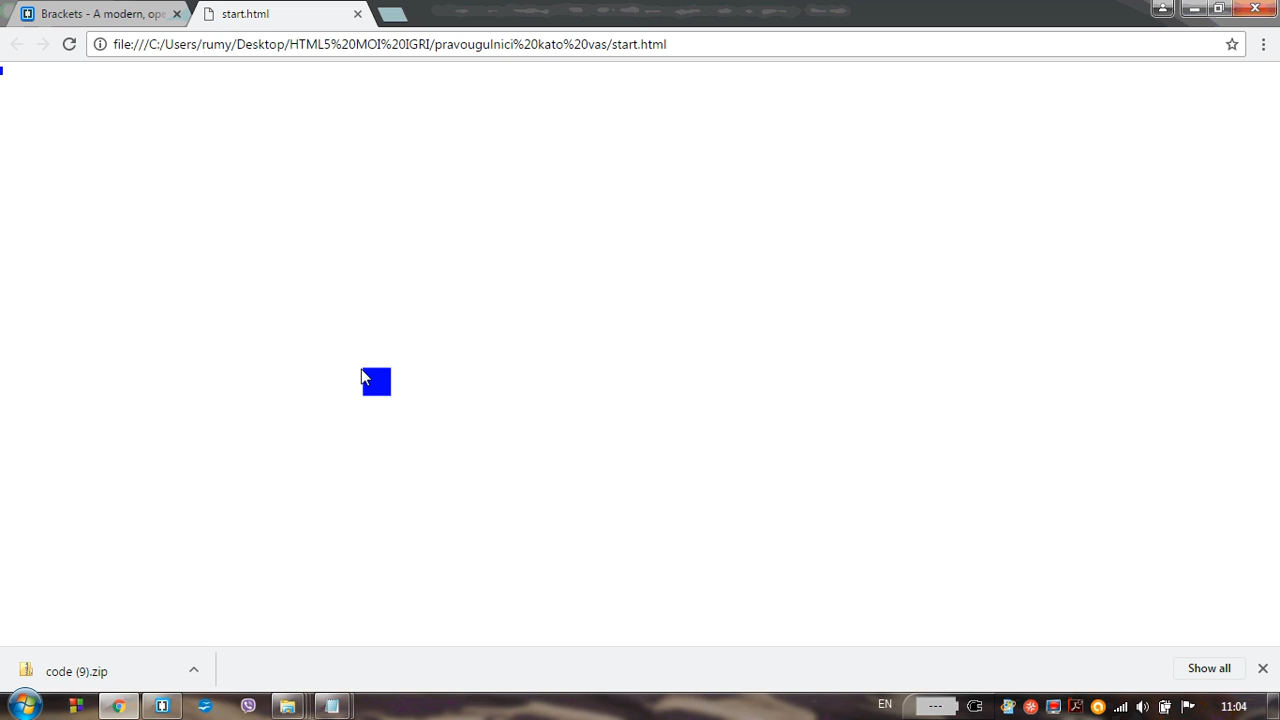 Brackets - A modern, ope
start.html
file:///C:/Users/rumy/Desktop/HTML5%20MOI%20IGRI/pravougulnici%20kato%20vas/start.html
code (9).zip
Show all
EN
---
11:04